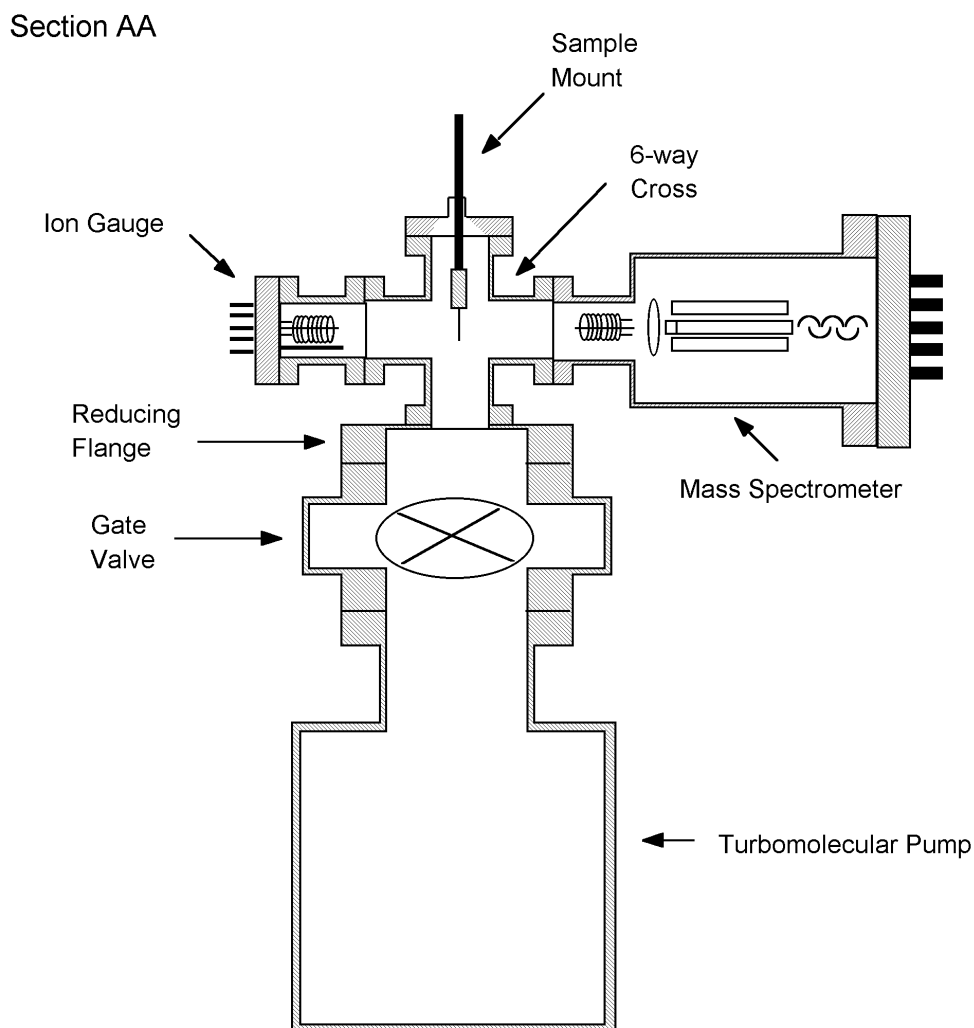 Section AA
Sample
Mount
6-way
Cross
Ion Gauge
Reducing
Flange
Mass Spectrometer
Gate
Valve
Turbomolecular Pump